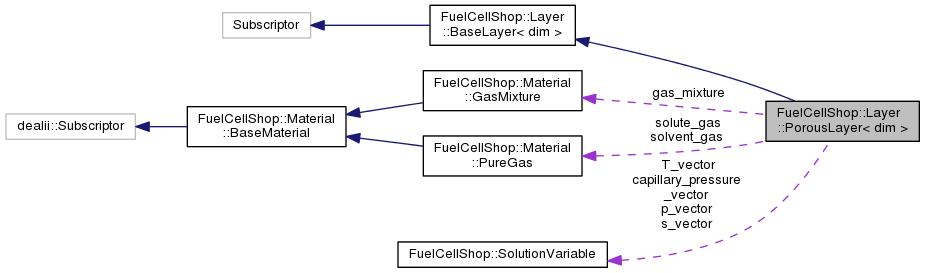 Subscriptor
FuelCellShop::Layer
::BaseLayer< dim >
FuelCellShop::Material
::GasMixture
gas_mixture
FuelCellShop::Layer
::PorousLayer< dim >
dealii::Subscriptor
FuelCellShop::Material
::BaseMaterial
solute_gas
solvent_gas
FuelCellShop::Material
::PureGas
T_vector
capillary_pressure
_vector
p_vector
s_vector
FuelCellShop::SolutionVariable